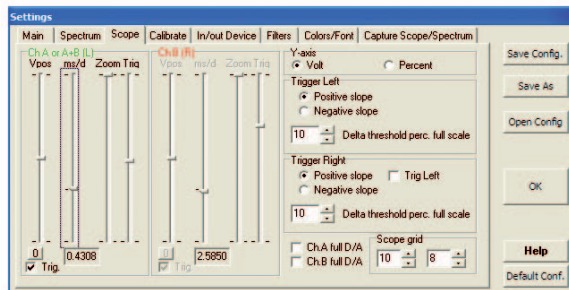 Settings
Main Spectrum Scope Calibrate In/out Device Filters Colors/Font Capture Scope/Spectrum
Ch.A or A+B (L)
Vpos ms/d Zoom Trig
0
0.4308
Trig.
Ch.B (R)
Vpos ms/d Zoom Trig
0
2.5850
Trig
Y-axis
Volt Percent
Trigger Left
Positive slope
Negative slope
10 Delta threshold perc. full scale
Trigger Right
Positive slope Trig Left
Negative slope
10 Delta threshold perc. full scale
Ch.A full D/A
Ch.B full D/A
Scope grid
10 8
Save Config.
Save As
Open Config
OK
Help
Default Conf.